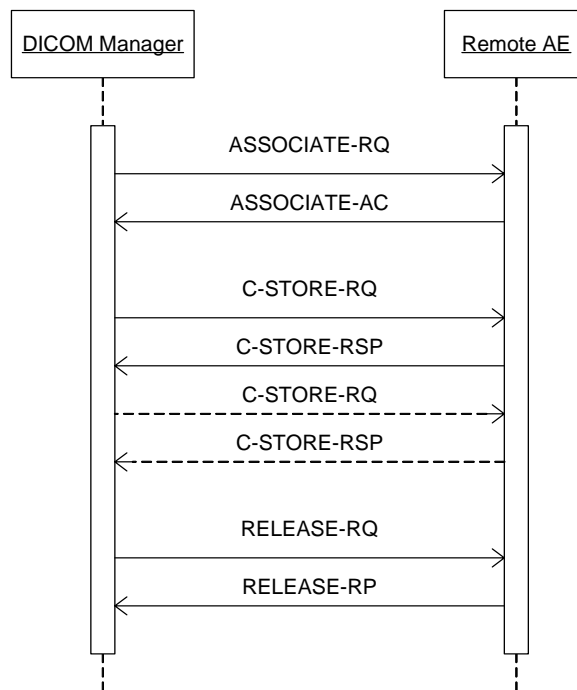 DICOM Manager
Remote AE
ASSOCIATE-RQ
ASSOCIATE-AC
C-STORE-RQ
C-STORE-RSP
C-STORE-RQ
C-STORE-RSP
RELEASE-RQ
RELEASE-RP